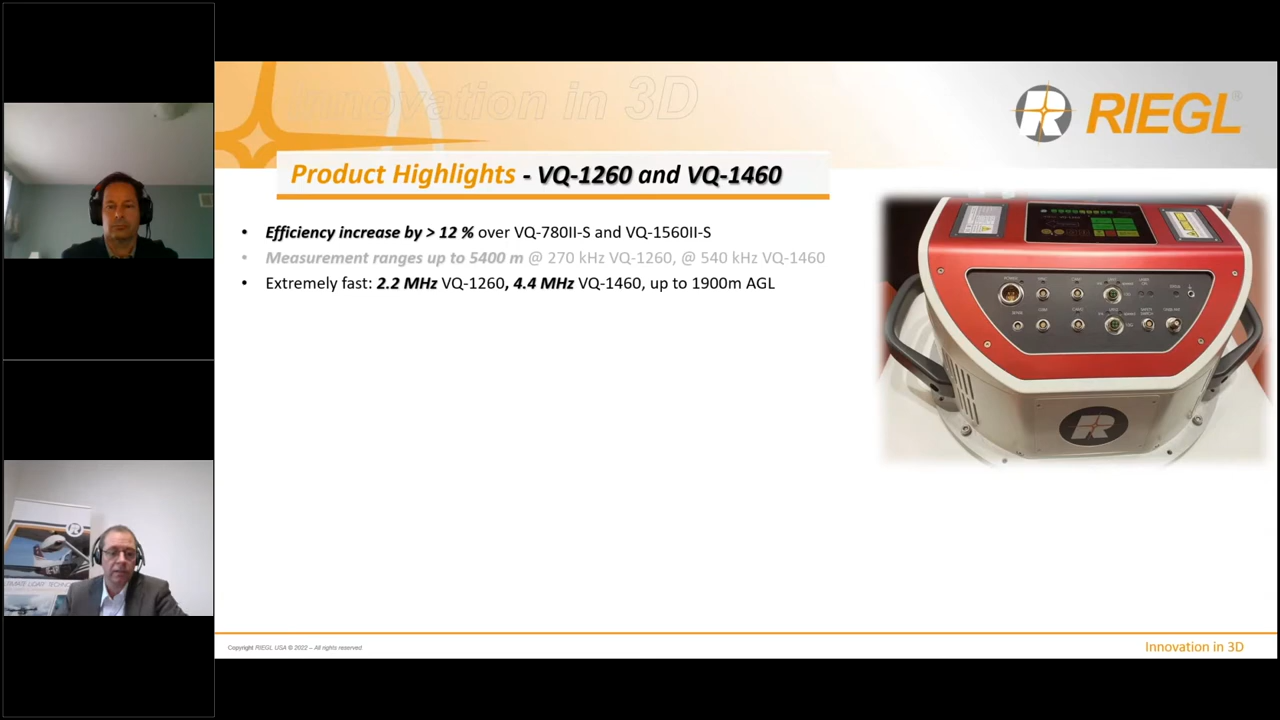 Innovation in 3D
RIEGL®
Product Highlights - VQ-1260 and VQ-1460
• Efficiency increase by > 12 % over VQ-780II-S and VQ-1560II-S
• Measurement ranges up to 5400 m @ 270 kHz VQ-1260, @ 540 kHz VQ-1460
• Extremely fast: 2.2 MHz VQ-1260, 4.4 MHz VQ-1460, up to 1900m AGL
Copyright RIEGL USA © 2022 – All rights reserved.
Innovation in 3D